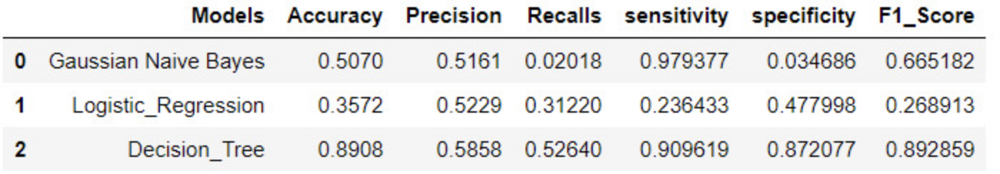 Models Accuracy Precision Recalls sensitivity specificity F1_Score
0 Gaussian Naive Bayes 0.5070 0.5161 0.02018 0.979377 0.034686 0.665182
1 Logistic_Regression 0.3572 0.5229 0.31220 0.236433 0.477998 0.268913
2 Decision_Tree 0.8908 0.5858 0.52640 0.909619 0.872077 0.892859